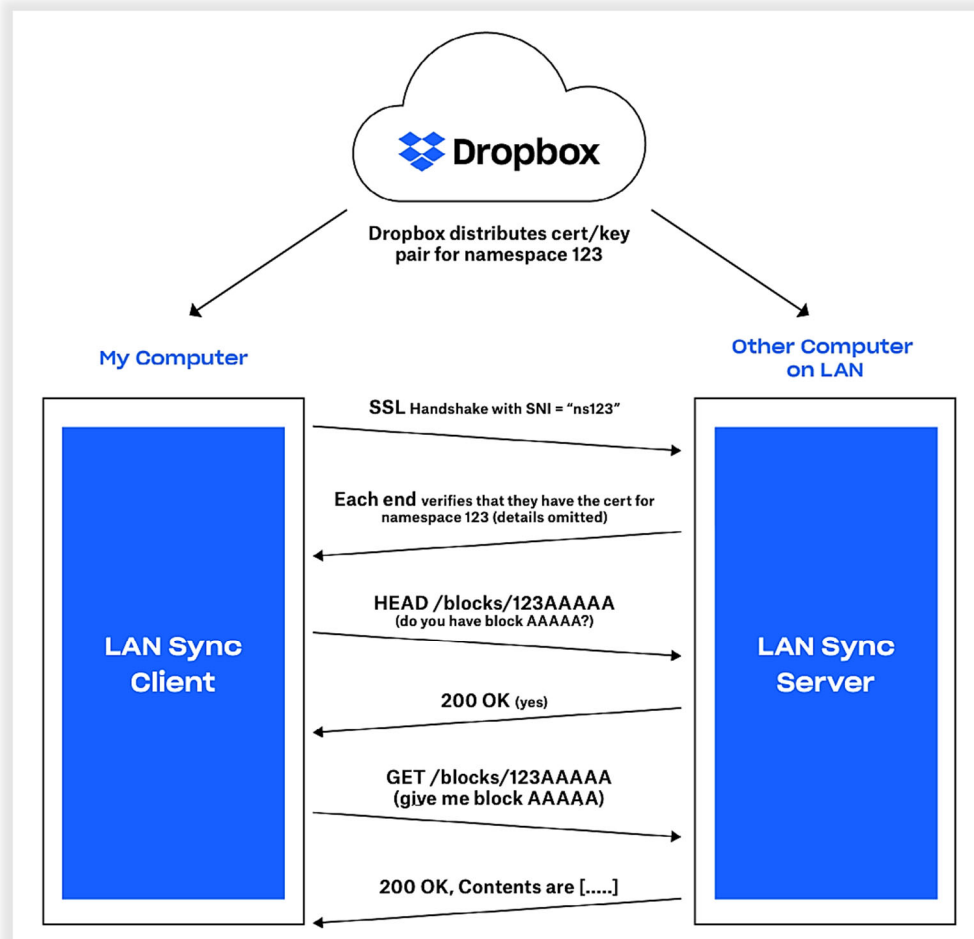 Dropbox
Dropbox distributes cert/key
pair for namespace 123
My Computer
Other Computer
on LAN
SSL Handshake with SNI = “ns123”
Each end verifies that they have the cert for
namespace 123 (details omitted)
HEAD /blocks/123AAAAA
(do you have block AAAAA?)
LAN Sync
Client
LAN Sync
Server
200 OK (yes)
GET /blocks/123AAAAA
(give me block AAAAA)
200 OK, Contents are [.....]